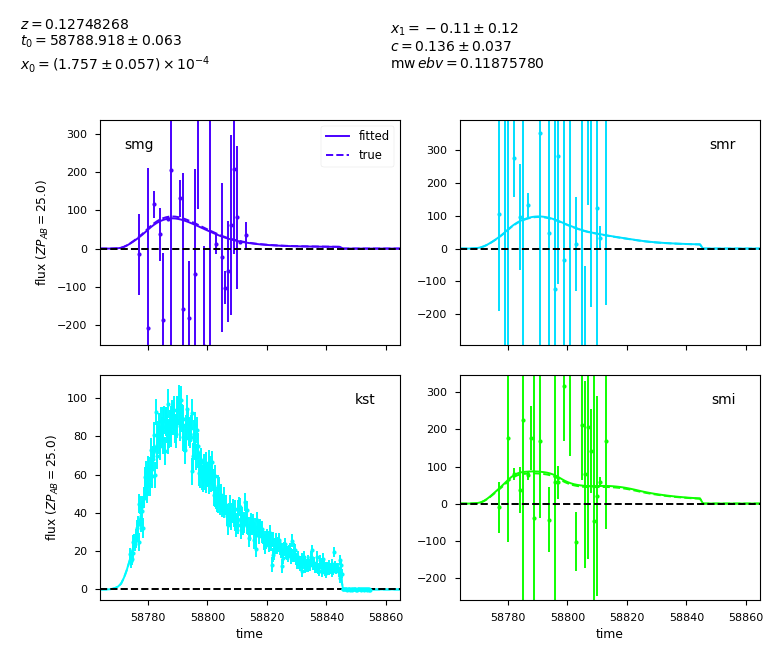 z = 0.12748268
t₀ = 58788.918 ± 0.063
x₀ = (1.757 ± 0.057) × 10⁻⁴
x₁ = −0.11 ± 0.12
c = 0.136 ± 0.037
mw ebv = 0.11875780
smg
fitted
true
300
200
100
0
−100
−200
flux (ZP_AB = 25.0)
smr
300
200
100
0
−100
−200
kst
100
80
60
40
20
0
flux (ZP_AB = 25.0)
58780 58800 58820 58840 58860
time
smi
300
200
100
0
−100
−200
58780 58800 58820 58840 58860
time